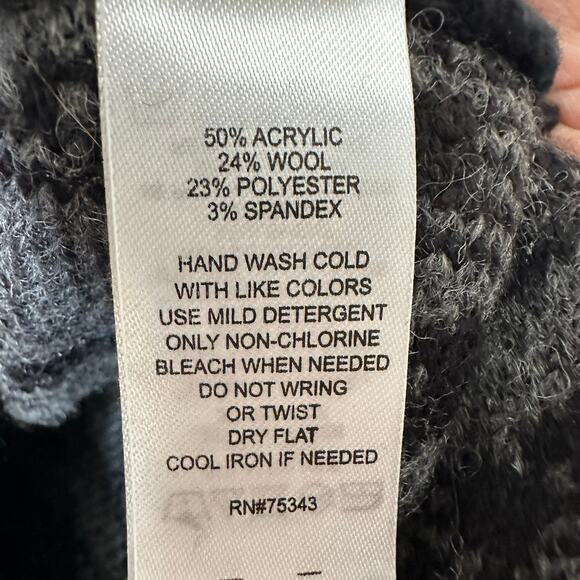 50% ACRYLIC
24% WOOL
23% POLYESTER
3% SPANDEX
HAND WASH COLD
WITH LIKE COLORS
USE MILD DETERGENT
ONLY NON-CHLORINE
BLEACH WHEN NEEDED
DO NOT WRING
OR TWIST
DRY FLAT
COOL IRON IF NEEDED
RN#75343